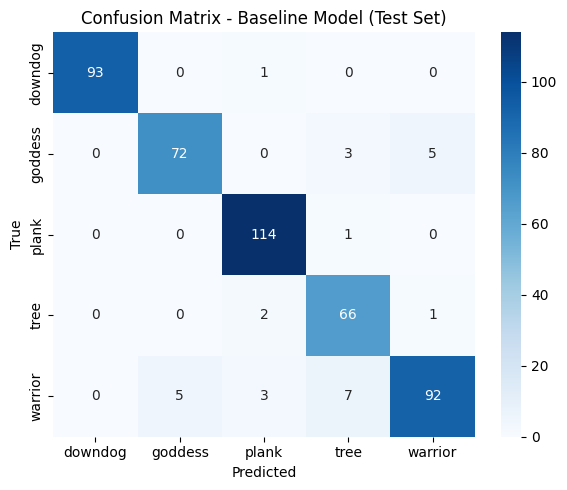 Confusion Matrix - Baseline Model (Test Set)
downdog 93 0 1 0 0
goddess 0 72 0 3 5
plank 0 0 114 1 0
tree 0 0 2 66 1
warrior 0 5 3 7 92
True
downdog goddess plank tree warrior
Predicted
100
80
60
40
20
0